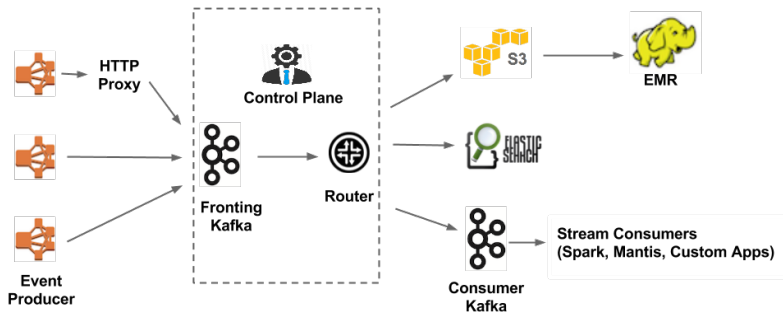 HTTP
Proxy
Control Plane
S3
EMR
ELASTIC
SEARCH
Router
Fronting
Kafka
Event
Producer
Consumer
Kafka
Stream Consumers
(Spark, Mantis, Custom Apps)